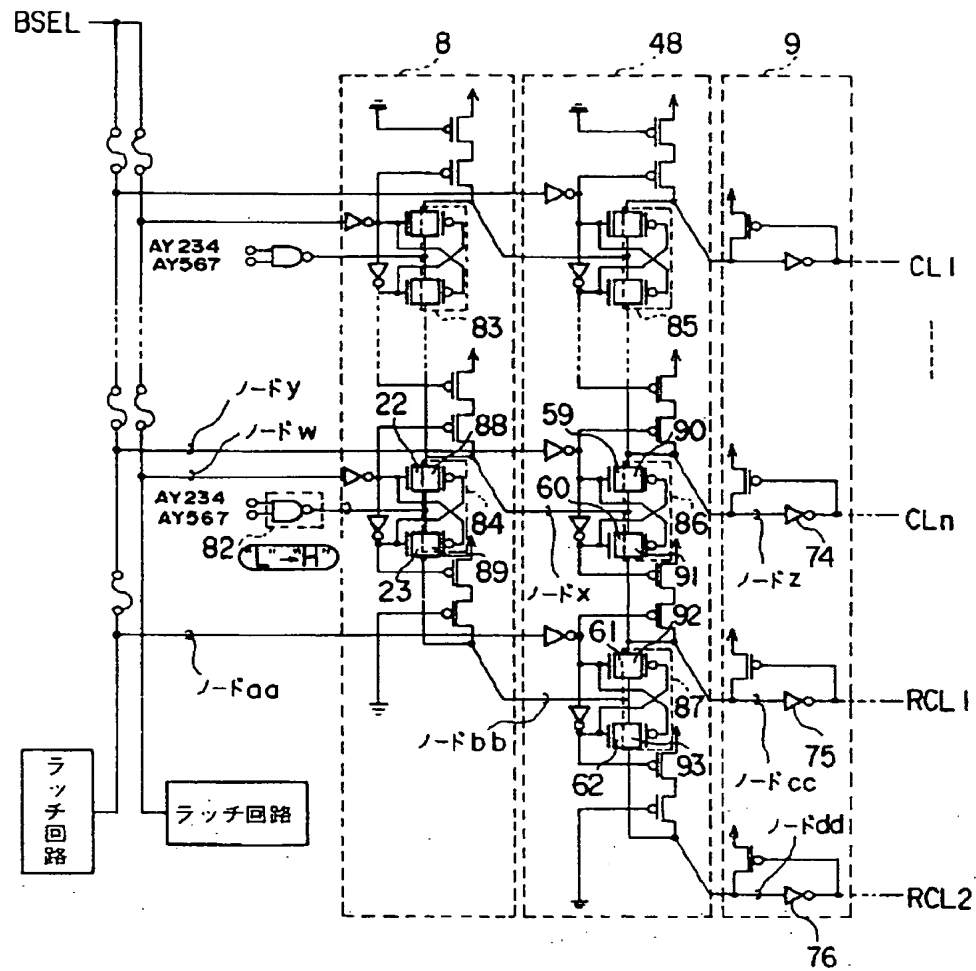 BSEL
8
48
9
AY234
AY567
83
85
CL1
ノードy
ノードw
22
88
59
90
AY234
AY567
82
"L"→"H"
84
60
86
CLn
74
23
89
ノードx
91
ノードz
92
61
ノードaa
ノードbb
87
RCL1
75
62
93
ノードcc
ラッチ回路
ラッチ回路
ノードdd
RCL2
76